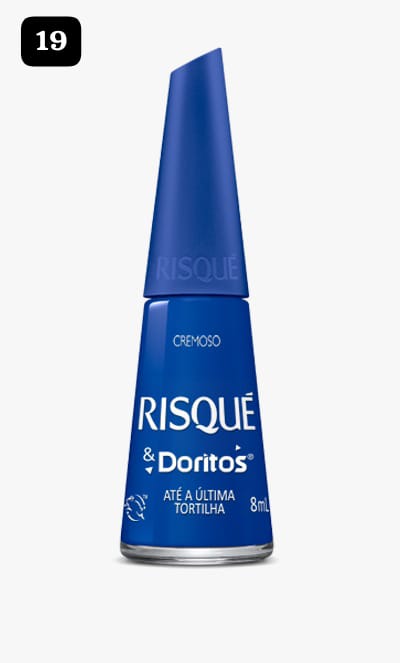 19
RISQUÉ
CREMOSO
RISQUÉ
& Doritos®
ATÉ A ÚLTIMA
TORTILHA
8mL